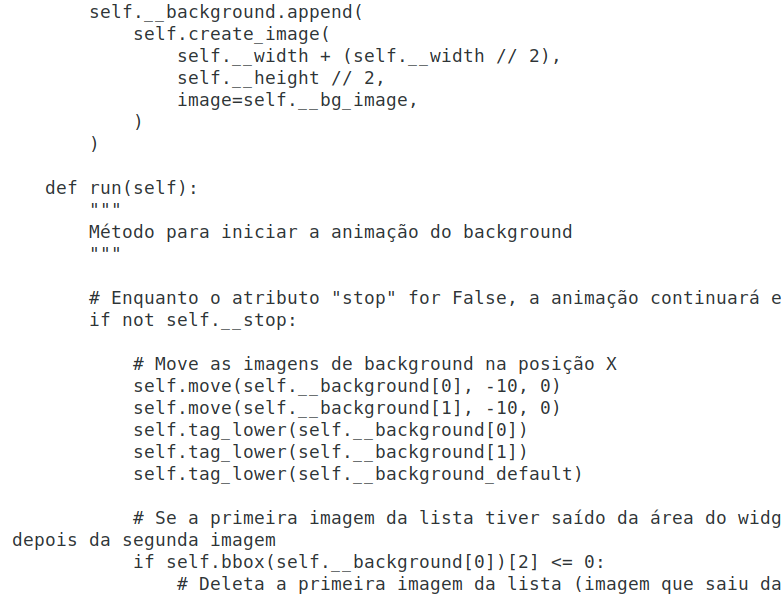 self.__background.append(
self.create_image(
self.__width + (self.__width // 2),
self.__height // 2,
image=self.__bg_image,
)
)
def run(self):
"""
Método para iniciar a animação do background
"""
# Enquanto o atributo "stop" for False, a animação continuará e
if not self.__stop:
# Move as imagens de background na posição X
self.move(self.__background[0], -10, 0)
self.move(self.__background[1], -10, 0)
self.tag_lower(self.__background[0])
self.tag_lower(self.__background[1])
self.tag_lower(self.__background_default)
# Se a primeira imagem da lista tiver saído da área do widg
depois da segunda imagem
if self.bbox(self.__background[0])[2] <= 0:
# Deleta a primeira imagem da lista (imagem que saiu da